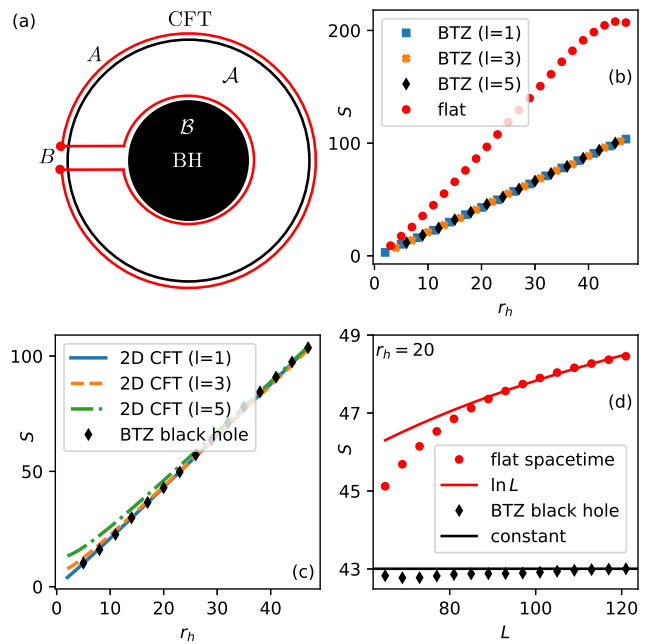 (a)
CFT
A
𝒜
B
ℬ
BH
200
100
0
S
BTZ (l=1)
BTZ (l=3)
BTZ (l=5)
flat
(b)
0 10 20 30 40
r_h
100
50
0
S
2D CFT (l=1)
2D CFT (l=3)
2D CFT (l=5)
BTZ black hole
(c)
0 10 20 30 40
r_h
49
47
45
43
S
r_h = 20
(d)
flat spacetime
ln L
BTZ black hole
constant
80 100 120
L